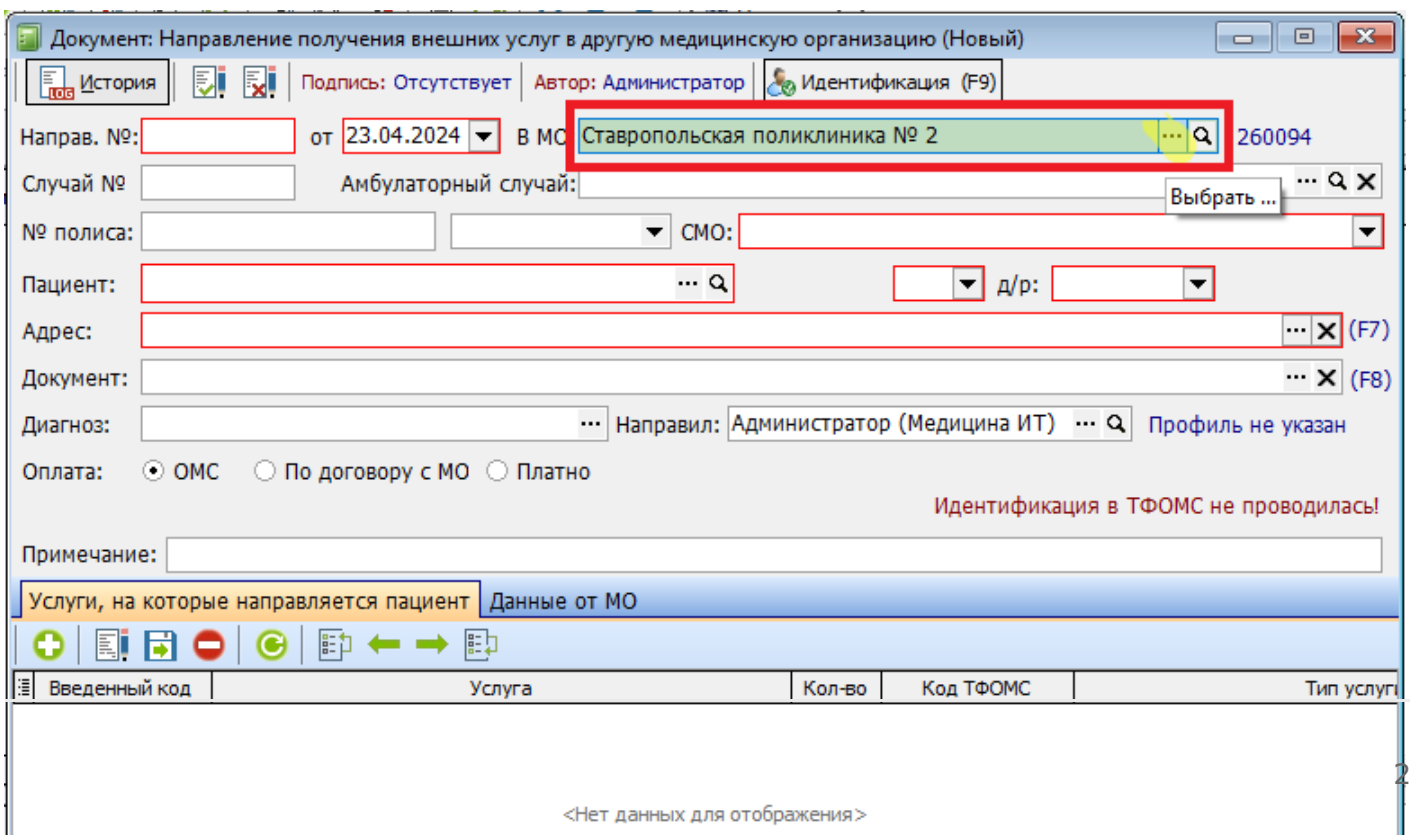 Документ: Направление получения внешних услуг в другую медицинскую организацию (Новый)
LOG История Подпись: Отсутствует Автор: Администратор Идентификация (F9)
Направ. №: от 23.04.2024 В МО Ставропольская поликлиника № 2 ... 260094
Случай № Амбулаторный случай: ...
Выбрать ...
№ полиса: СМО:
Пациент: ... д/р:
Адрес: ... (F7)
Документ: ... (F8)
Диагноз: ... Направил: Администратор (Медицина ИТ) ... Профиль не указан
Оплата: ОМС По договору с МО Платно
Идентификация в ТФОМС не проводилась!
Примечание:
Услуги, на которые направляется пациент Данные от МО
Введенный код Услуга Кол-во Код ТФОМС Тип услуги
2
<Нет данных для отображения>